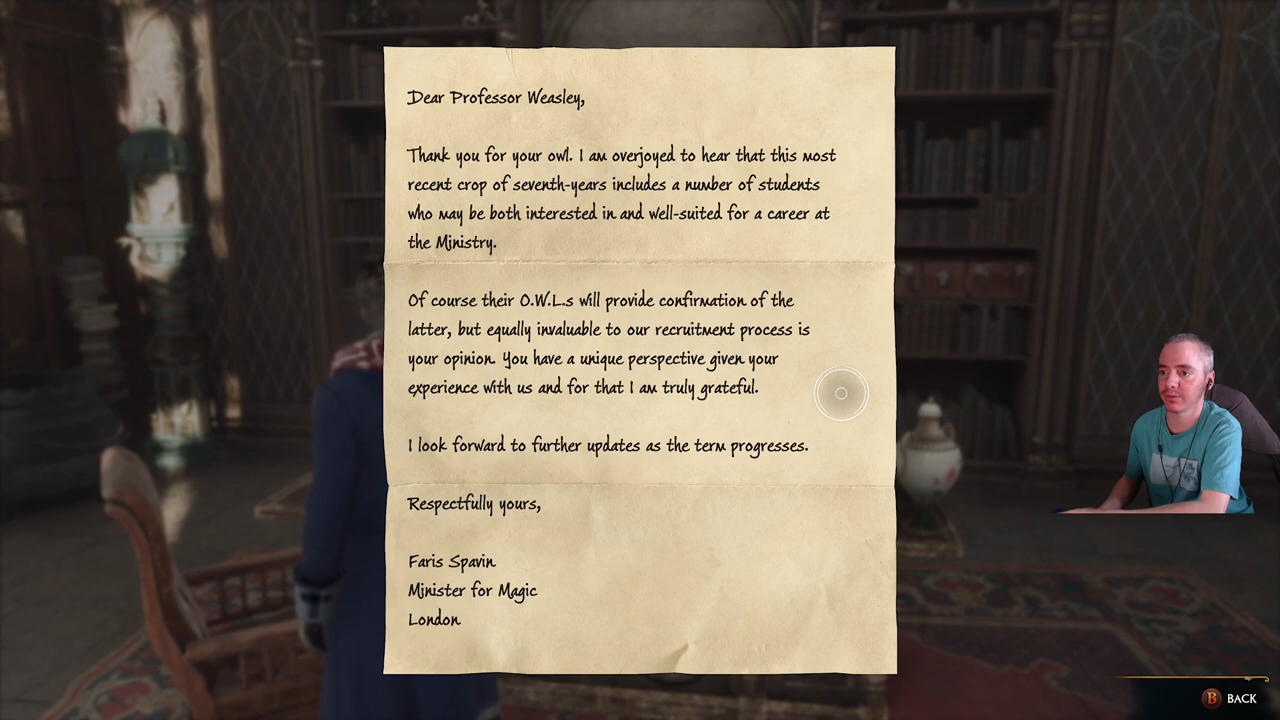 Dear Professor Weasley,
Thank you for your owl. I am overjoyed to hear that this most
recent crop of seventh-years includes a number of students
who may be both interested in and well-suited for a career at
the Ministry.
Of course their O.W.L.s will provide confirmation of the
latter, but equally invaluable to our recruitment process is
your opinion. You have a unique perspective given your
experience with us and for that I am truly grateful.
I look forward to further updates as the term progresses.
Respectfully yours,
Faris Spavin
Minister for Magic
London
B BACK